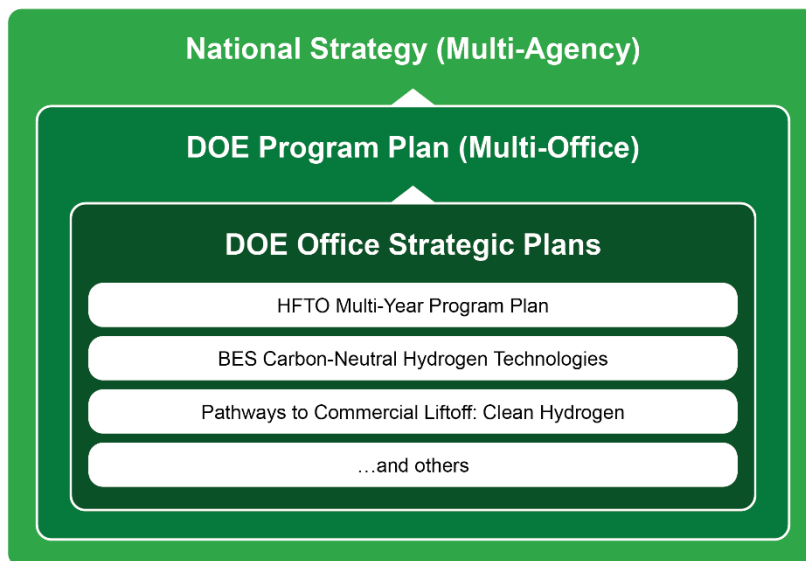 National Strategy (Multi-Agency)
DOE Program Plan (Multi-Office)
DOE Office Strategic Plans
HFTO Multi-Year Program Plan
BES Carbon-Neutral Hydrogen Technologies
Pathways to Commercial Liftoff: Clean Hydrogen
…and others